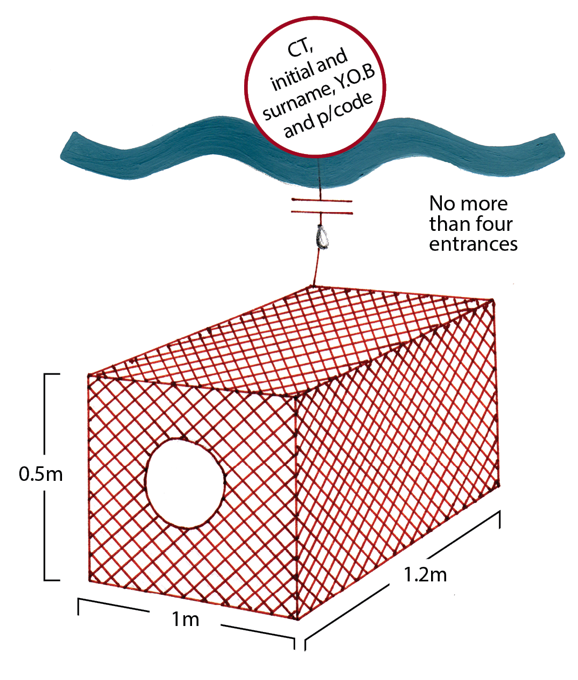 CT,
initial and
surname, Y.O.B
and p/code
No more
than four
entrances
0.5m
1.2m
1m